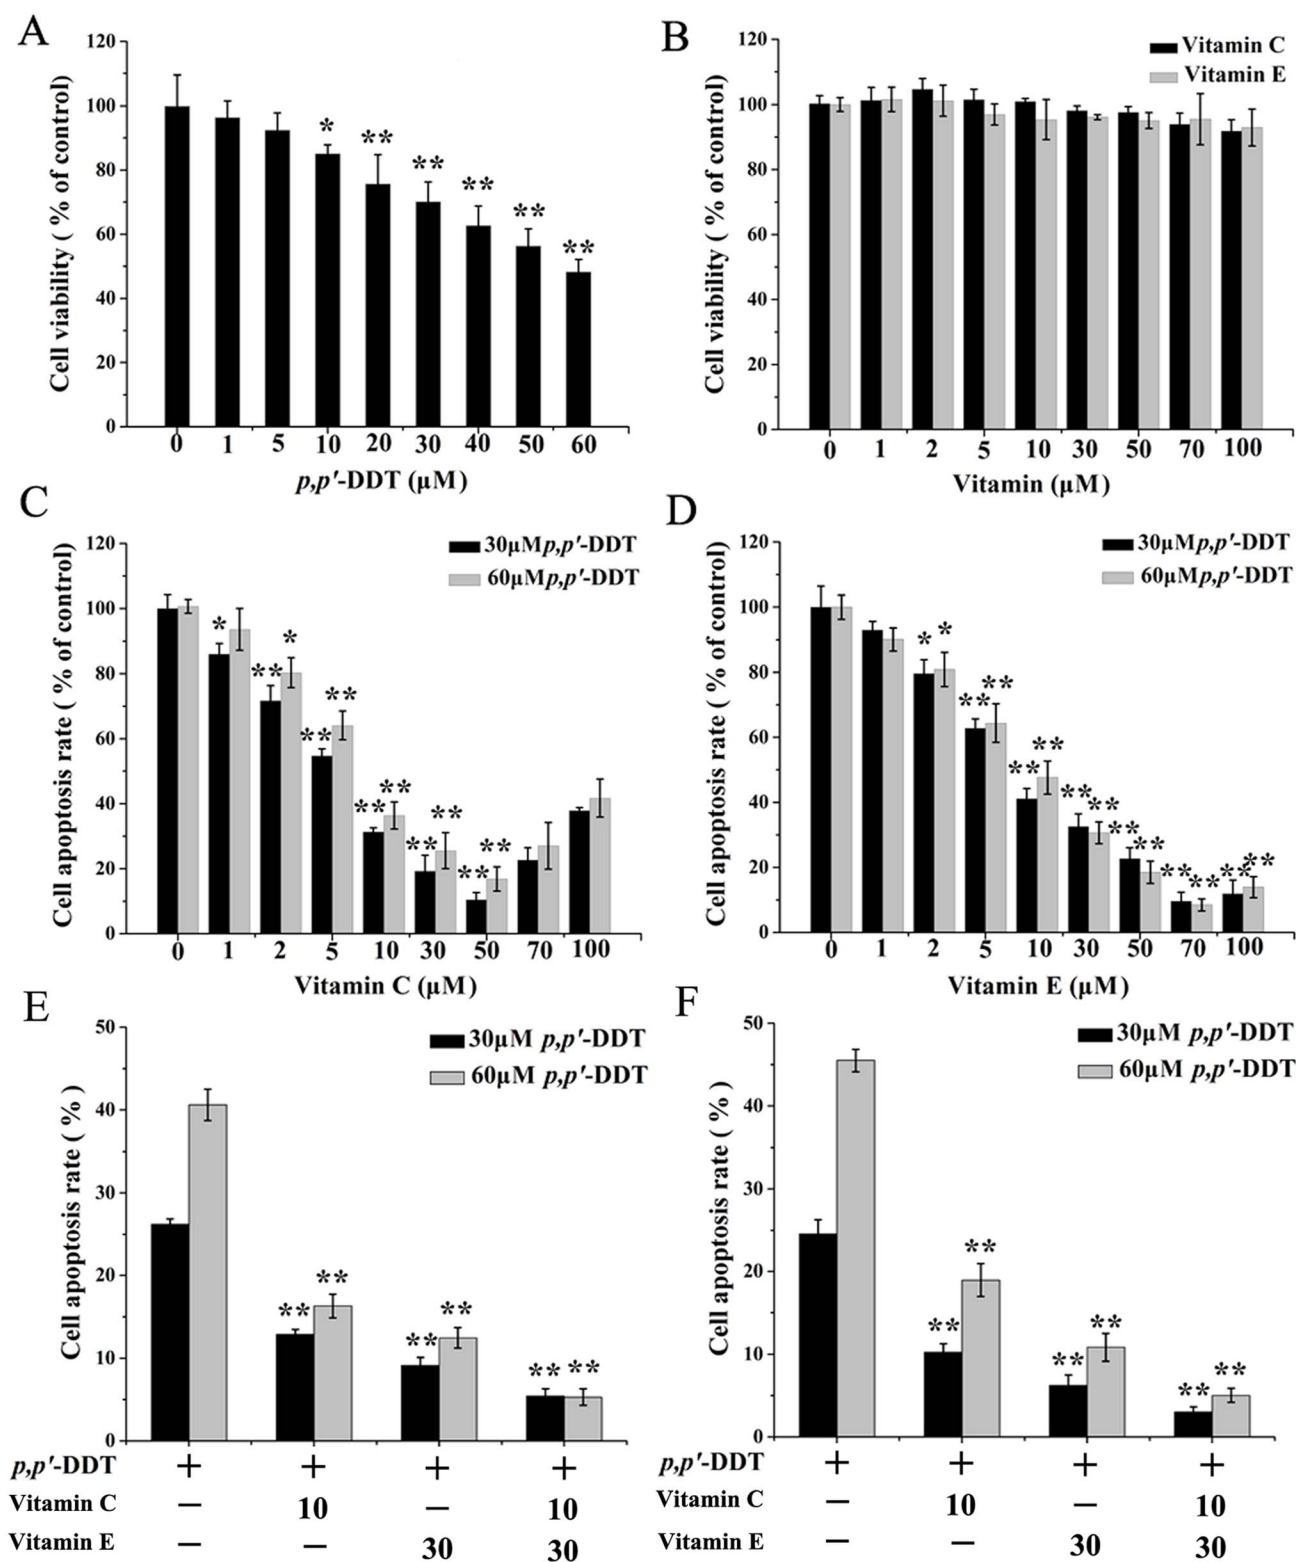 A
Cell viability ( % of control)
120
100
80
60
40
20
0
* ** ** ** ** **
0 1 5 10 20 30 40 50 60
p,p'-DDT (μM)
B
Cell viability ( % of control)
120
100
80
60
40
20
0
Vitamin C
Vitamin E
0 1 2 5 10 30 50 70 100
Vitamin (μM)
C
Cell apoptosis rate ( % of control)
120
100
80
60
40
20
0
30μMp,p'-DDT
60μMp,p'-DDT
* ** * ** ** ** ** ** ** ** **
0 1 2 5 10 30 50 70 100
Vitamin C (μM)
D
Cell apoptosis rate ( % of control)
120
100
80
60
40
20
0
30μMp,p'-DDT
60μMp,p'-DDT
* * ** ** ** ** ** ** ** ** ** ** ** **
0 1 2 5 10 30 50 70 100
Vitamin E (μM)
E
Cell apoptosis rate ( %)
50
40
30
20
10
0
30μM p,p'-DDT
60μM p,p'-DDT
** ** ** ** ** **
p,p'-DDT + + + +
Vitamin C – 10 – 10
Vitamin E – – 30 30
F
Cell apoptosis rate ( %)
50
40
30
20
10
0
30μM p,p'-DDT
60μM p,p'-DDT
** ** ** ** ** **
p,p'-DDT + + + +
Vitamin C – 10 – 10
Vitamin E – – 30 30